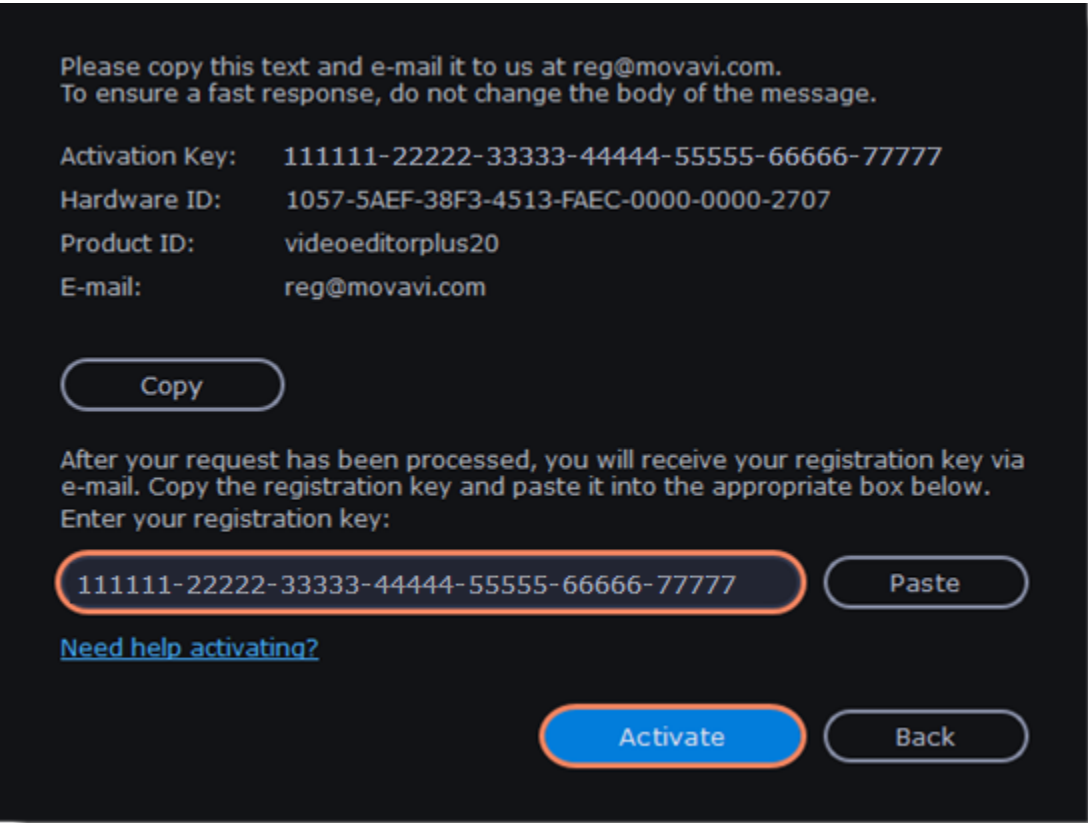 Please copy this text and e-mail it to us at reg@movavi.com.
To ensure a fast response, do not change the body of the message.
Activation Key: 111111-22222-33333-44444-55555-66666-77777
Hardware ID: 1057-5AEF-38F3-4513-FAEC-0000-0000-2707
Product ID: videoeditorplus20
E-mail: reg@movavi.com
Copy
After your request has been processed, you will receive your registration key via
e-mail. Copy the registration key and paste it into the appropriate box below.
Enter your registration key:
111111-22222-33333-44444-55555-66666-77777 Paste
Need help activating?
Activate Back